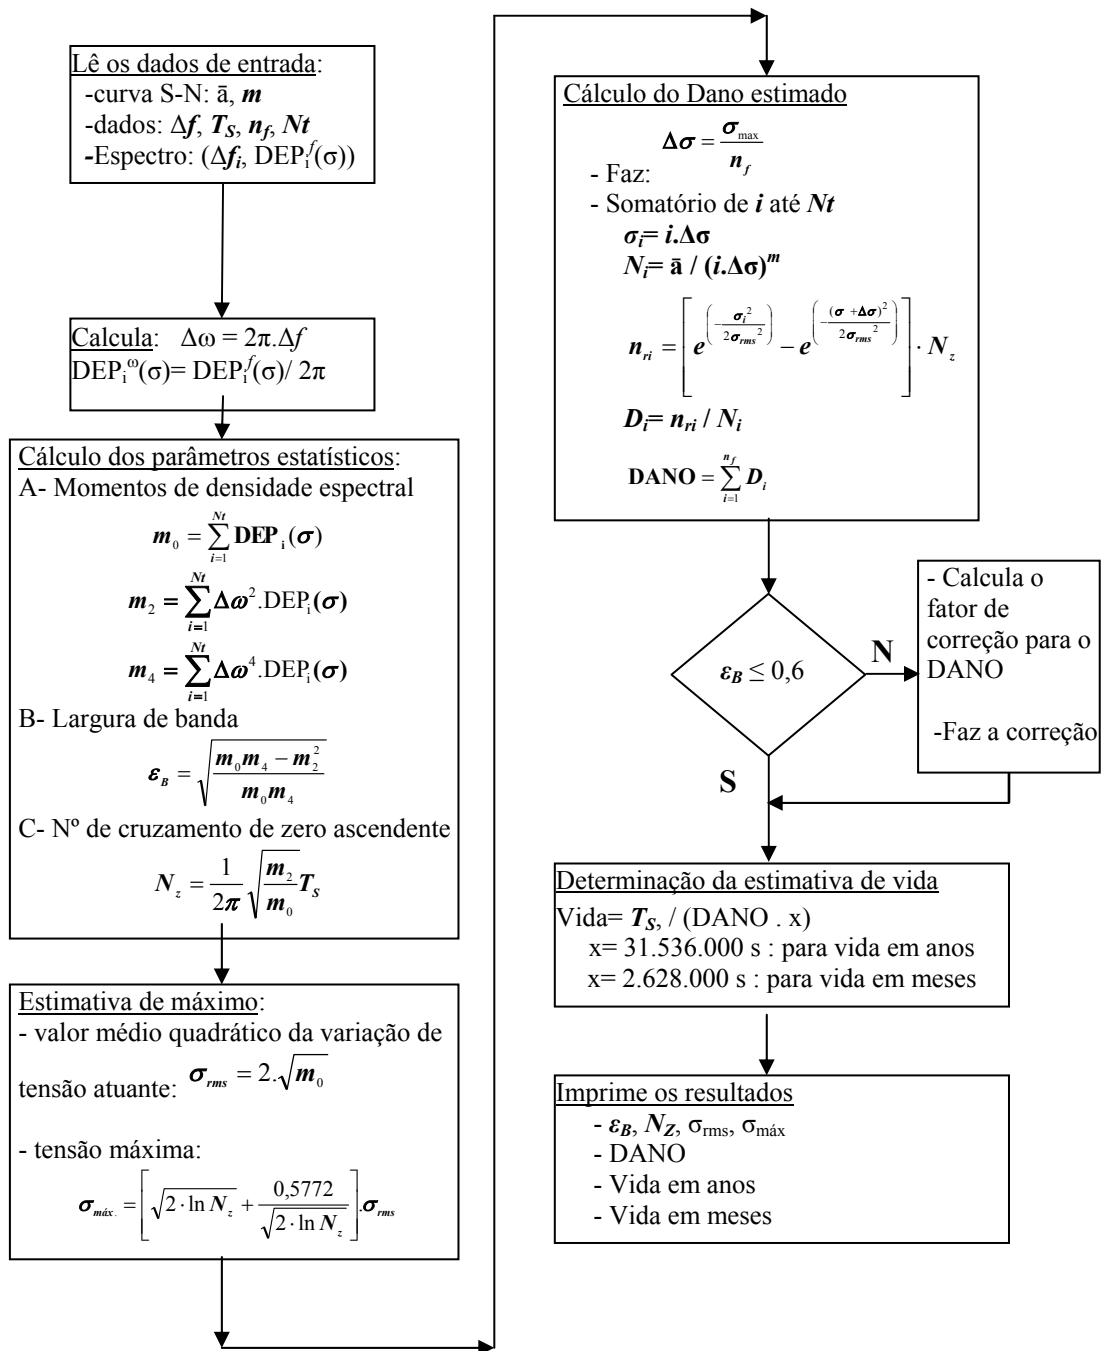 Lê os dados de entrada:
-curva S-N: ā, m
-dados: Δf, T_S, n_f, Nt
-Espectro: (Δf_i, DEP_i^f(σ))
Calcula: Δω = 2π.Δf
DEP_i^ω(σ)= DEP_i^f(σ)/ 2π
Cálculo dos parâmetros estatísticos:
A- Momentos de densidade espectral
m_0 = ∑_{i=1}^{Nt} DEP_i(σ)
m_2 = ∑_{i=1}^{Nt} Δω^2.DEP_i(σ)
m_4 = ∑_{i=1}^{Nt} Δω^4.DEP_i(σ)
B- Largura de banda
ε_B = √((m_0 m_4 − m_2^2) / (m_0 m_4))
C- Nº de cruzamento de zero ascendente
N_z = (1/2π) √(m_2/m_0) T_S
Estimativa de máximo:
- valor médio quadrático da variação de
tensão atuante: σ_rms = 2.√m_0
- tensão máxima:
σ_máx. = [√(2·ln N_z) + 0,5772/√(2·ln N_z)].σ_rms
Cálculo do Dano estimado
Δσ = σ_max / n_f
- Faz:
- Somatório de i até Nt
σ_i= i.Δσ
N_i= ā / (i.Δσ)^m
n_ri = [e^(−σ_i^2 / 2σ_rms^2) − e^(−(σ +Δσ)^2 / 2σ_rms^2)] · N_z
D_i= n_ri / N_i
DANO = ∑_{i=1}^{n_f} D_i
ε_B ≤ 0,6
N
- Calcula o
fator de
correção para o
DANO
-Faz a correção
S
Determinação da estimativa de vida
Vida= T_S, / (DANO . x)
x= 31.536.000 s : para vida em anos
x= 2.628.000 s : para vida em meses
Imprime os resultados
- ε_B, N_Z, σ_rms, σ_máx
- DANO
- Vida em anos
- Vida em meses